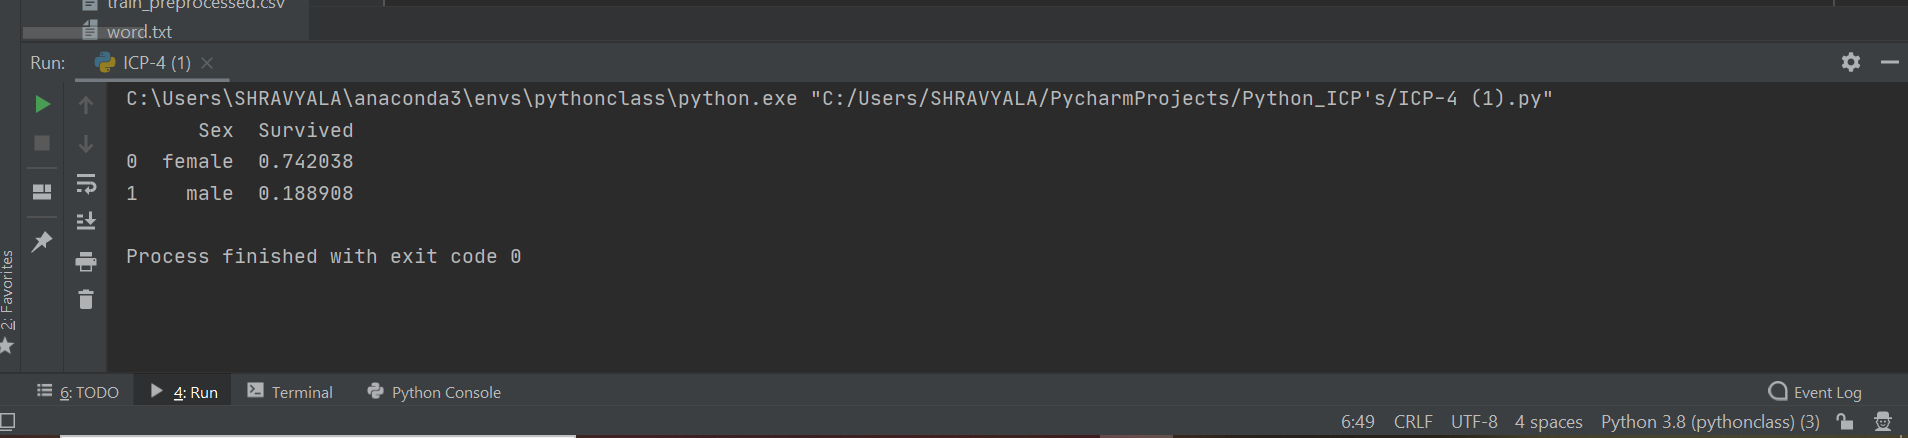 train_preprocessed.csv
word.txt
Run: ICP-4 (1)
C:\Users\SHRAVYALA\anaconda3\envs\pythonclass\python.exe "C:/Users/SHRAVYALA/PycharmProjects/Python_ICP's/ICP-4 (1).py"
Sex Survived
0 female 0.742038
1 male 0.188908
Process finished with exit code 0
2: Favorites
6: TODO 4: Run Terminal Python Console Event Log
6:49 CRLF UTF-8 4 spaces Python 3.8 (pythonclass) (3)